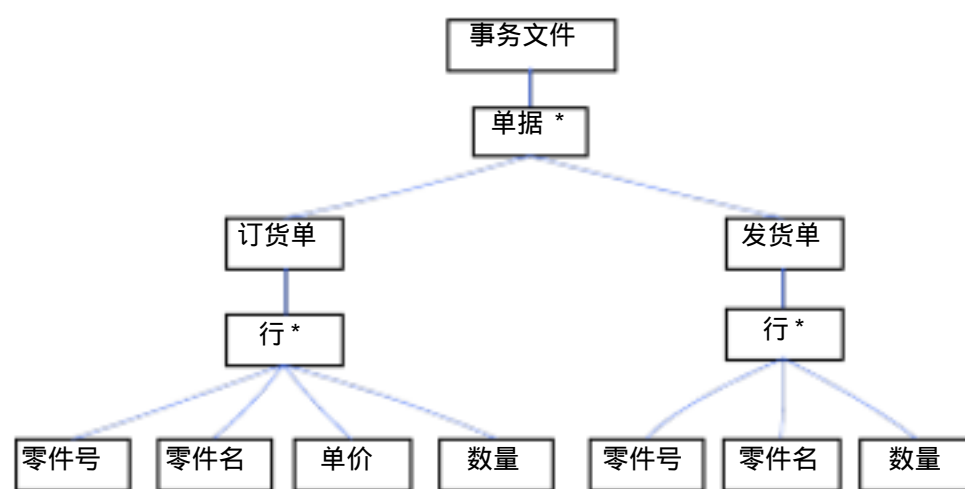 事务文件
单据 *
订货单 发货单
行 * 行 *
零件号 零件名 单价 数量 零件号 零件名 数量